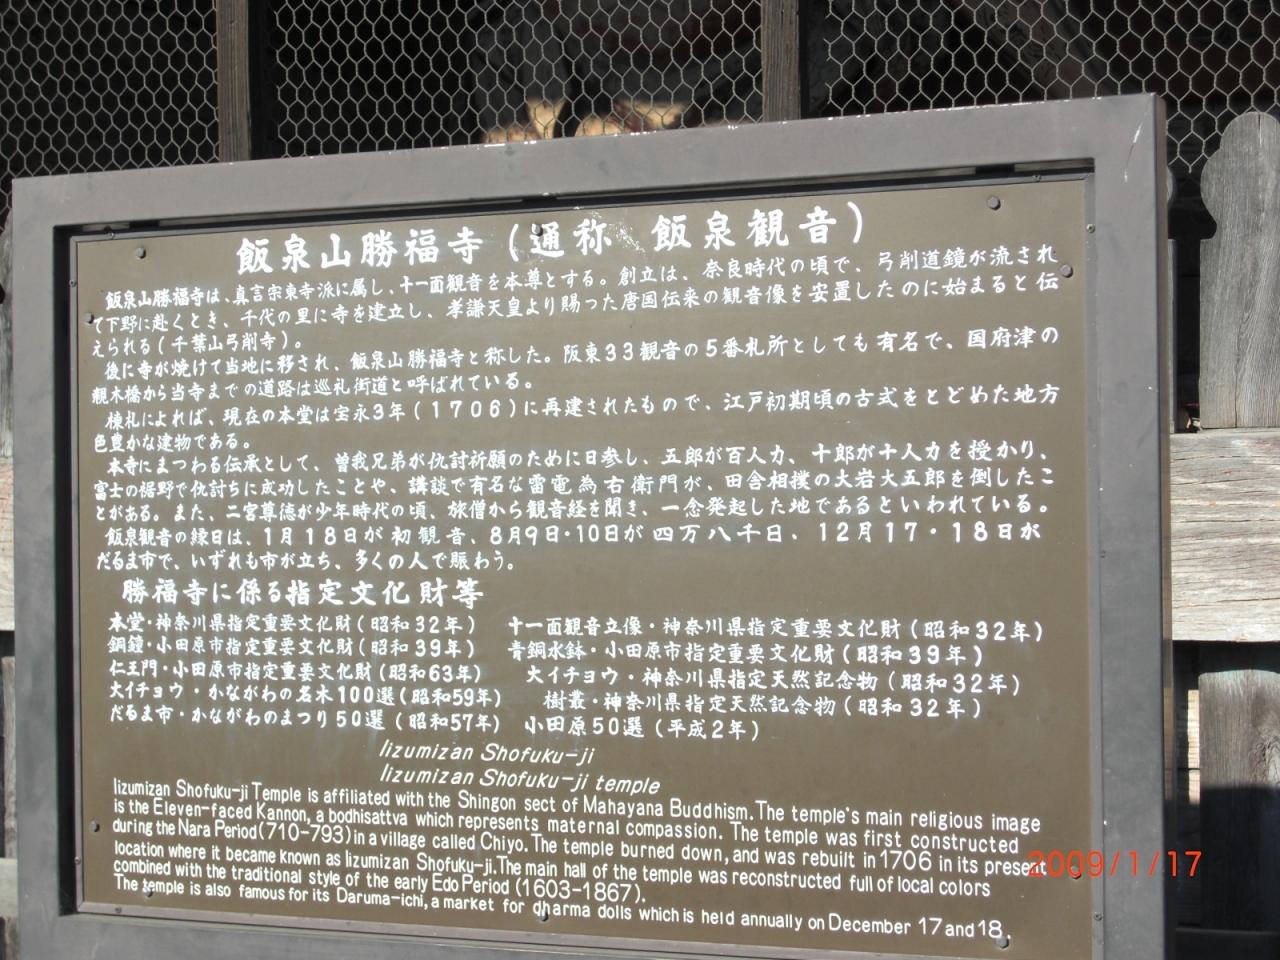 飯泉山勝福寺（通称 飯泉観音）
飯泉山勝福寺は、真言宗東寺派に属し、十一面観音を本尊とする。創立は、奈良時代の頃で、弓削道鏡が流され
て下野に赴くとき、千代の里に寺を建立し、孝謙天皇より賜った唐国伝来の観音像を安置したのに始まると伝
えられる（千葉山弓削寺）。
後に寺が焼けて当地に移され、飯泉山勝福寺と称した。阪東33観音の5番札所としても有名で、国府津の
親木橋から当寺までの道路は巡礼街道と呼ばれている。
棟札によれば、現在の本堂は宝永3年（1706）に再建されたもので、江戸初期頃の古式をとどめた地方
色豊かな建物である。
本寺にまつわる伝承として、曽我兄弟が仇討祈願のために日参し、五郎が百人力、十郎が十人力を授かり、
富士の裾野で仇討ちに成功したことや、講談で有名な雷電為右衛門が、田舎相撲の大岩大五郎を倒したこ
とがある。また、二宮尊徳が少年時代の頃、旅僧から観音経を聞き、一念発起した地であるといわれている。
飯泉観音の縁日は、1月18日が初観音、8月9日・10日が四万八千日、12月17・18日が
だるま市で、いずれも市が立ち、多くの人で賑わう。
勝福寺に係る指定文化財等
本堂・神奈川県指定重要文化財（昭和32年） 十一面観音立像・神奈川県指定重要文化財（昭和32年）
銅鐘・小田原市指定重要文化財（昭和39年） 青銅水鉢・小田原市指定重要文化財（昭和39年）
仁王門・小田原市指定重要文化財（昭和63年） 大イチョウ・神奈川県指定天然記念物（昭和32年）
大イチョウ・かながわの名木100選（昭和59年） 樹叢・神奈川県指定天然記念物（昭和32年）
だるま市・かながわのまつり50選（昭和57年） 小田原50選（平成2年）
Iizumizan Shofuku-ji
Iizumizan Shofuku-ji temple
Iizumizan Shofuku-ji Temple is affiliated with the Shingon sect of Mahayana Buddhism. The temple's main religious image
is the Eleven-faced Kannon, a bodhisattva which represents maternal compassion. The temple was first constructed
during the Nara Period(710-793)in a village called Chiyo. The temple burned down, and was rebuilt in 1706 in its present
location where it became known as Iizumizan Shofuku-ji. The main hall of the temple was reconstructed full of local colors
combined with the traditional style of the early Edo Period (1603-1867).
The temple is also famous for its Daruma-ichi, a market for dharma dolls which is held annually on December 17 and 18.
2009/1/17